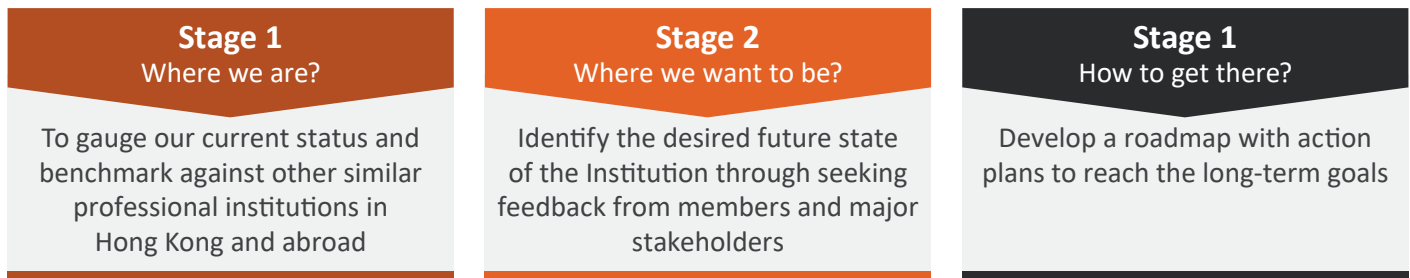 Stage 1
Where we are?
To gauge our current status and
benchmark against other similar
professional institutions in
Hong Kong and abroad
Stage 2
Where we want to be?
Identify the desired future state
of the Institution through seeking
feedback from members and major
stakeholders
Stage 1
How to get there?
Develop a roadmap with action
plans to reach the long-term goals